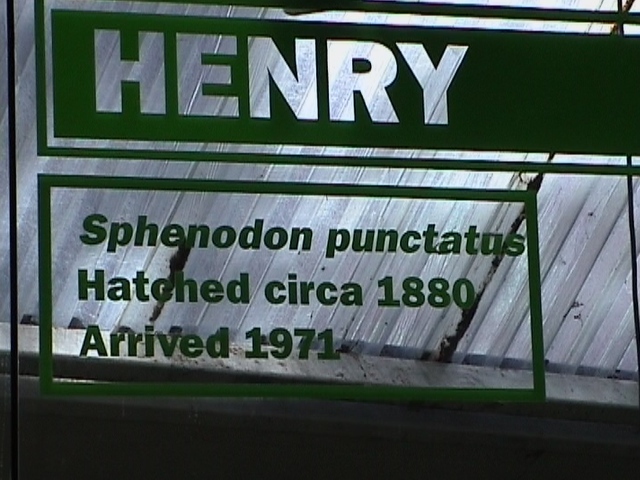 HENRY
Sphenodon punctatus
Hatched circa 1880
Arrived 1971